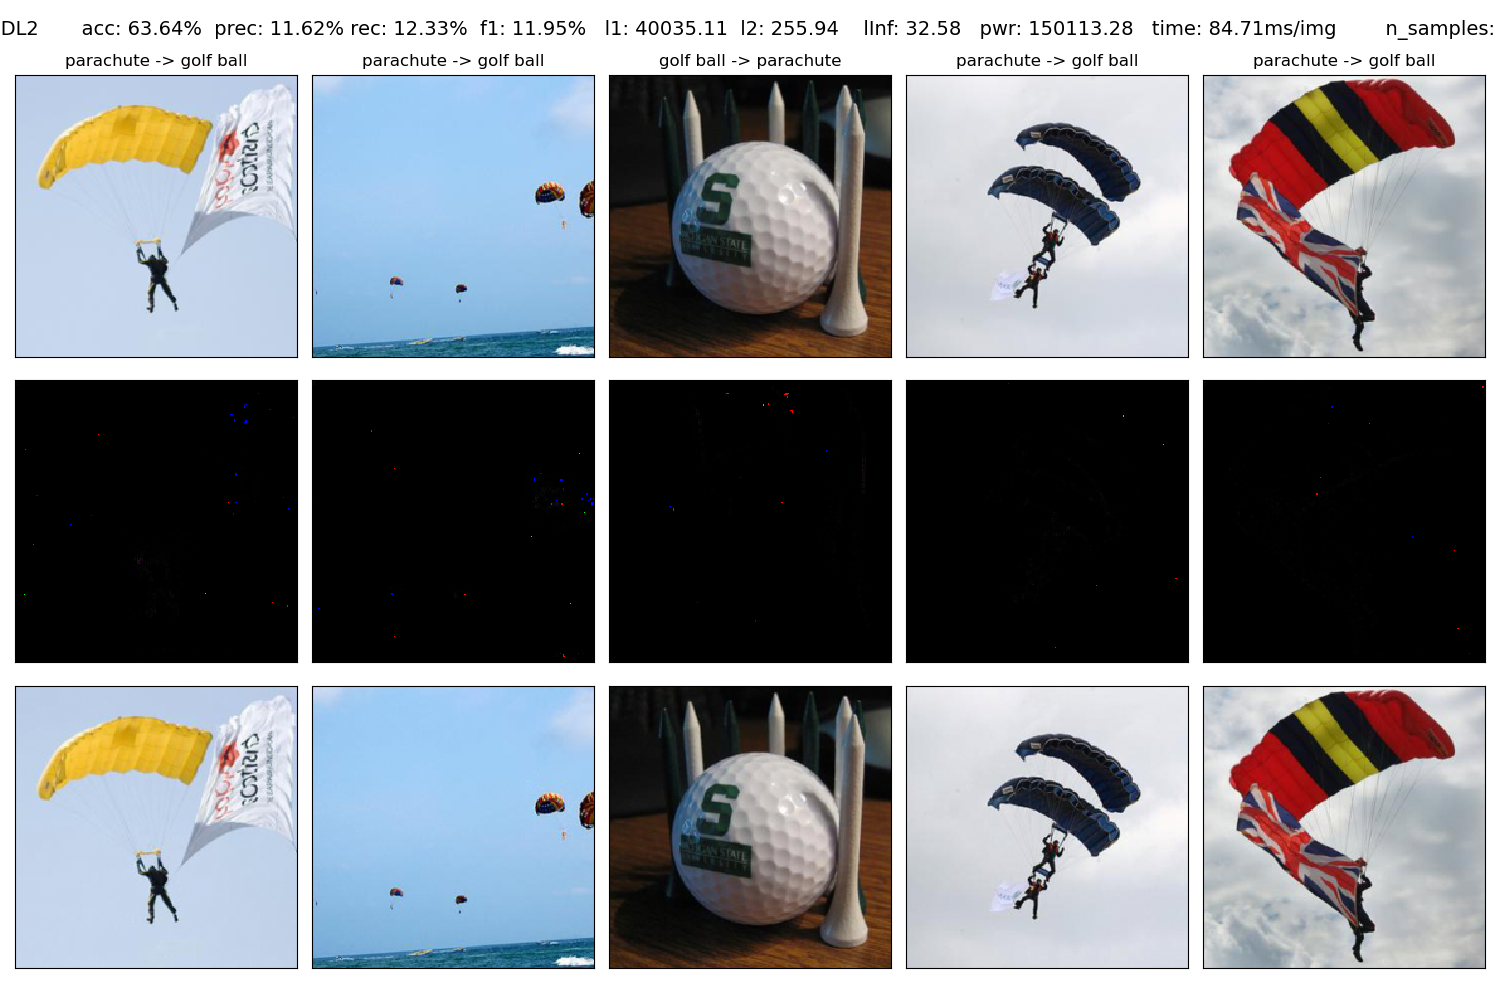 DL2 acc: 63.64% prec: 11.62% rec: 12.33% f1: 11.95% l1: 40035.11 l2: 255.94 lInf: 32.58 pwr: 150113.28 time: 84.71ms/img n_samples:
parachute -> golf ball
parachute -> golf ball
golf ball -> parachute
parachute -> golf ball
parachute -> golf ball
S
STATE
S
STATE